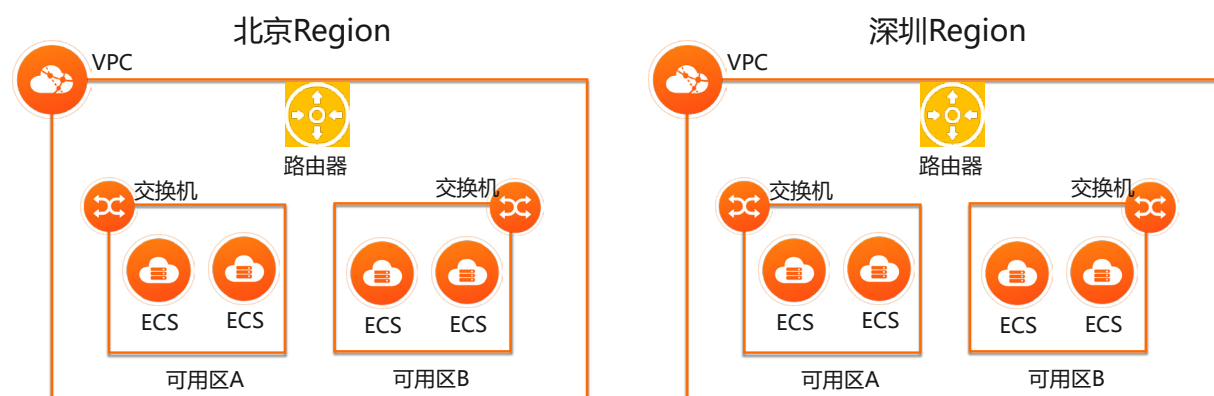 北京Region
VPC
路由器
交换机
交换机
ECS
ECS
ECS
ECS
可用区A
可用区B
深圳Region
VPC
路由器
交换机
交换机
ECS
ECS
ECS
ECS
可用区A
可用区B